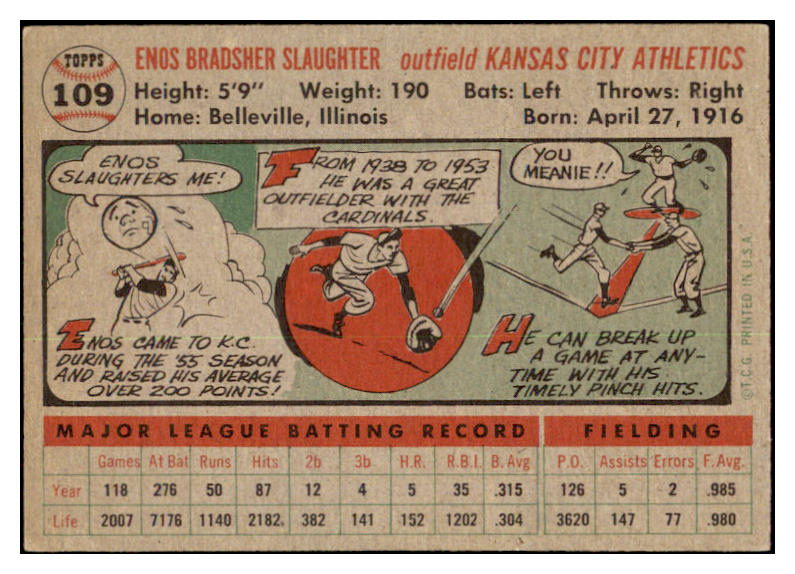 TOPPS
109
ENOS BRADSHER SLAUGHTER outfield KANSAS CITY ATHLETICS
Height: 5'9" Weight: 190 Bats: Left Throws: Right
Home: Belleville, Illinois Born: April 27, 1916
ENOS
SLAUGHTERS ME!
ENOS CAME TO K.C.
DURING THE '55 SEASON
AND RAISED HIS AVERAGE
OVER 200 POINTS!
FROM 1938 TO 1953
HE WAS A GREAT
OUTFIELDER WITH THE
CARDINALS.
YOU
MEANIE!!
HE CAN BREAK UP
A GAME AT ANY-
TIME WITH HIS
TIMELY PINCH HITS.
©T.C.G. PRINTED IN U.S.A.
MAJOR LEAGUE BATTING RECORD FIELDING
Games At Bat Runs Hits 2b 3b H.R. R.B.I. B. Avg P.O. Assists Errors F. Avg.
Year 118 276 50 87 12 4 5 35 .315 126 5 2 .985
Life 2007 7176 1140 2182 382 141 152 1202 .304 3620 147 77 .980